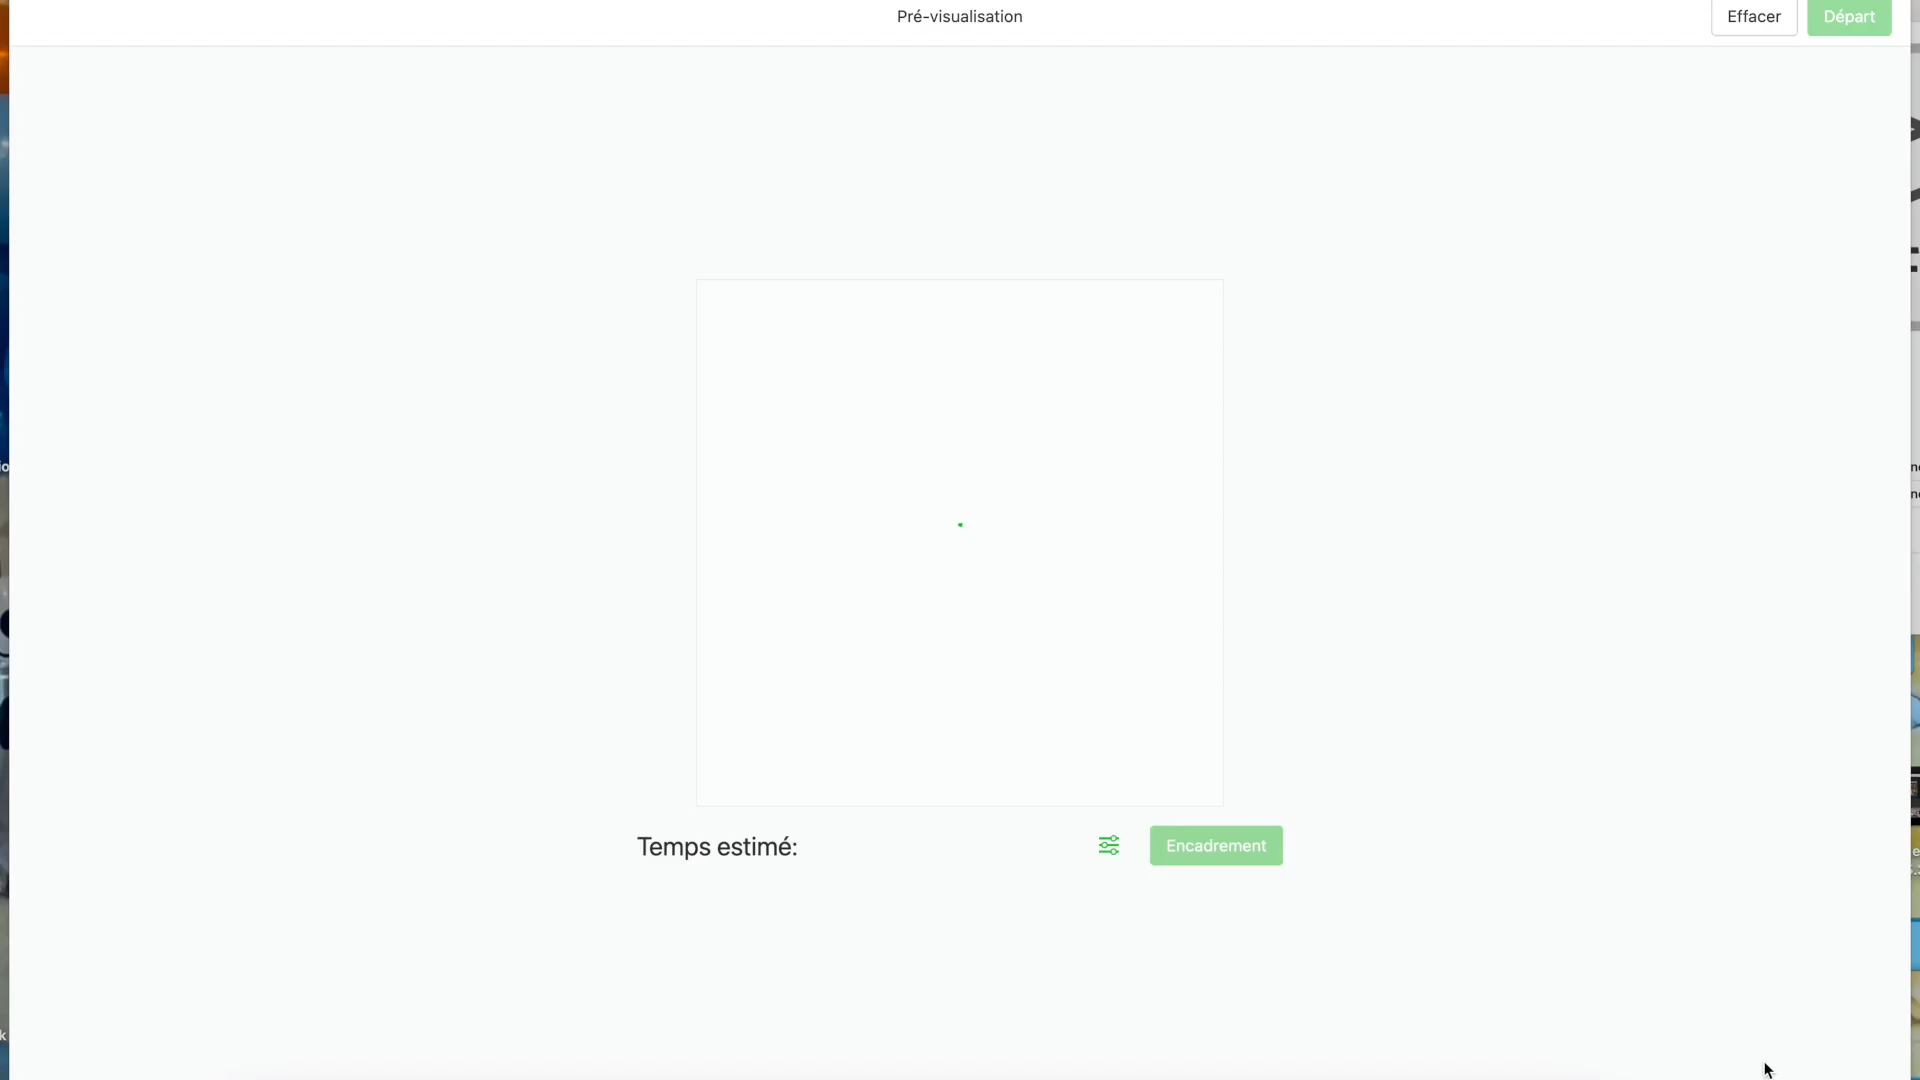 Pré-visualisation
Effacer
Départ
Temps estimé:
Encadrement